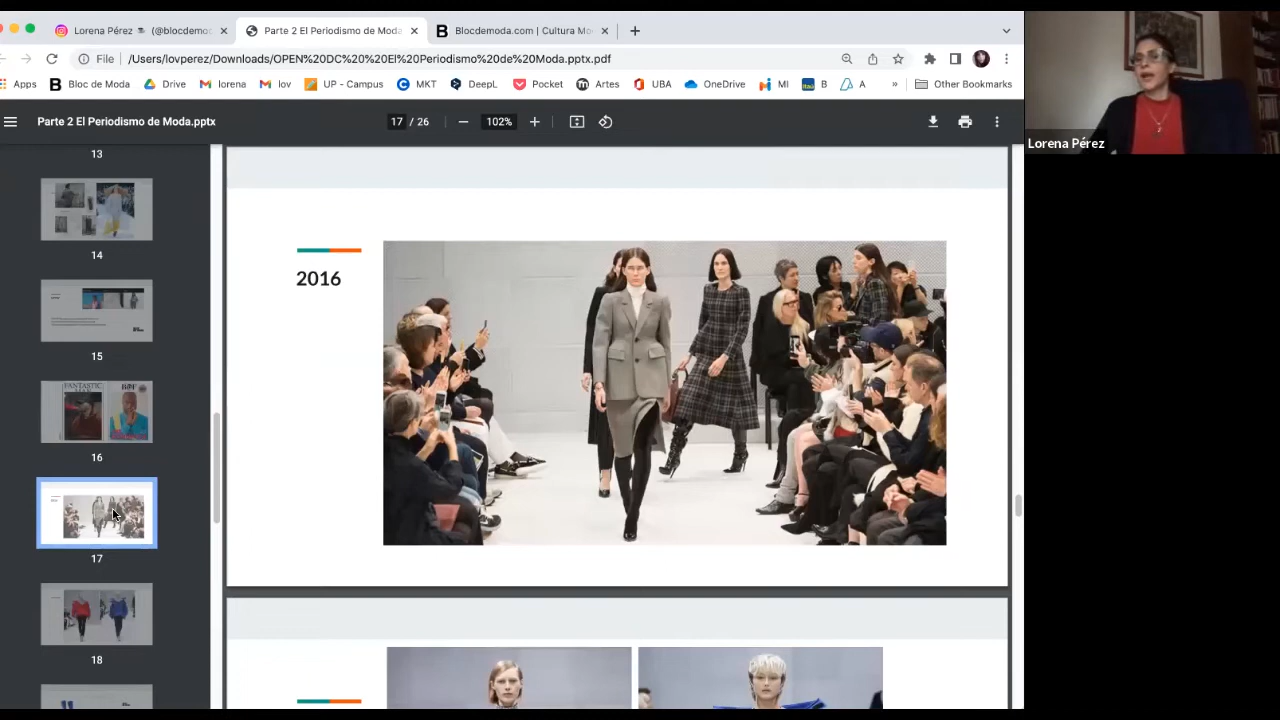 Lorena Pérez
(@blocdemoc
Parte 2 El Periodismo de Moda.
Blocdemoda.com | Cultura Mo
File
/Users/lovperez/Downloads/OPEN%20DC%20%20El%20Periodismo%20de%20Moda.pptx.pdf
Apps
Bloc de Moda
A
lorena
lov
UP - Campus
MKT
DeepL
Pocket
Artes
UBA
OneDrive
MI
B
A
»
Other Bookmarks
Parte 2 El Periodismo de Moda.pptx
17 / 26
102%
Lorena Pérez
13
14
15
FANTASTIC
MAN
16
17
18
2016